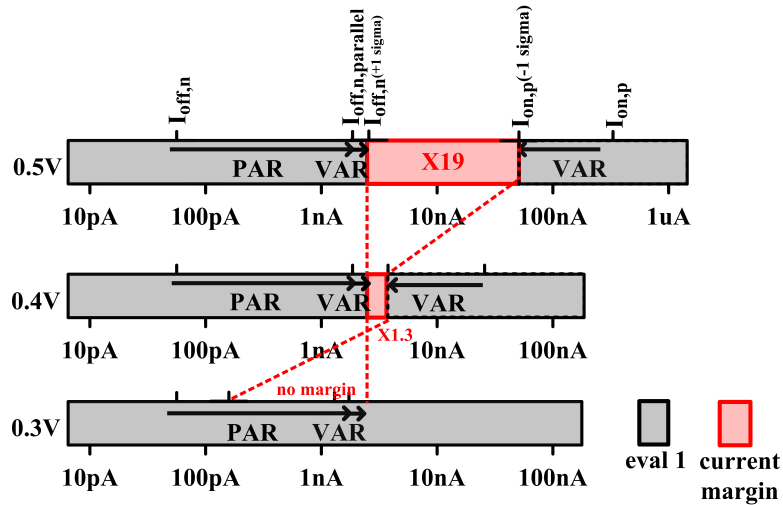 I_off,n
I_off,n,parallel
I_off,n(+1 sigma)
I_on,p(-1 sigma)
I_on,p
0.5V
PAR VAR X19 VAR
10pA 100pA 1nA 10nA 100nA 1uA
0.4V
PAR VAR VAR
10pA 100pA 1nA 10nA 100nA
X1.3
no margin
0.3V
PAR VAR
10pA 100pA 1nA 10nA 100nA
eval 1
current
margin